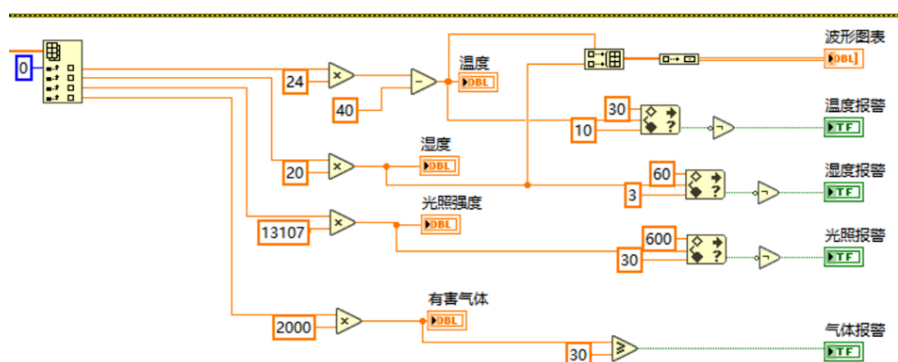 波形图表
DBL
0
温度
DBL
24
40
温度报警
30
10
TF
湿度
DBL
20
湿度报警
60
3
TF
光照强度
DBL
13107
光照报警
600
30
TF
有害气体
DBL
2000
气体报警
30
TF